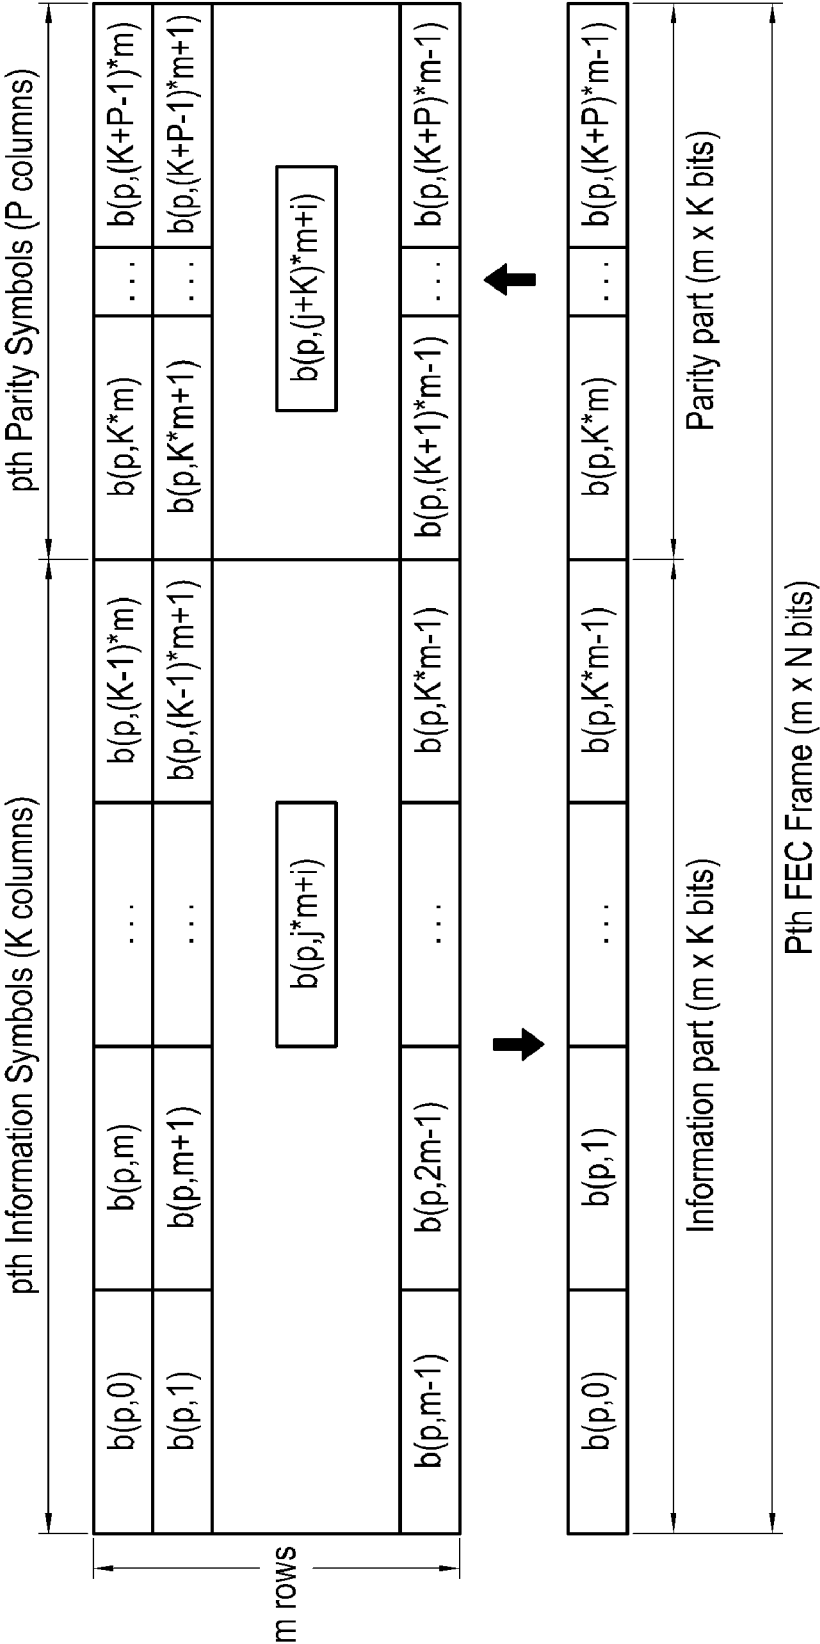 pth Information Symbols (K columns) pth Parity Symbols (P columns)
b(p,0) b(p,m) ... b(p,(K-1)*m) b(p,K*m) ... b(p,(K+P-1)*m)
b(p,1) b(p,m+1) ... b(p,(K-1)*m+1) b(p,K*m+1) ... b(p,(K+P-1)*m+1)
m rows b(p,j*m+i) b(p,(j+K)*m+i)
b(p,m-1) b(p,2m-1) ... b(p,K*m-1) b(p,(K+1)*m-1) ... b(p,(K+P)*m-1)
b(p,0) b(p,1) ... b(p,K*m-1) b(p,K*m) ... b(p,(K+P)*m-1)
Information part (m x K bits) Parity part (m x K bits)
Pth FEC Frame (m x N bits)